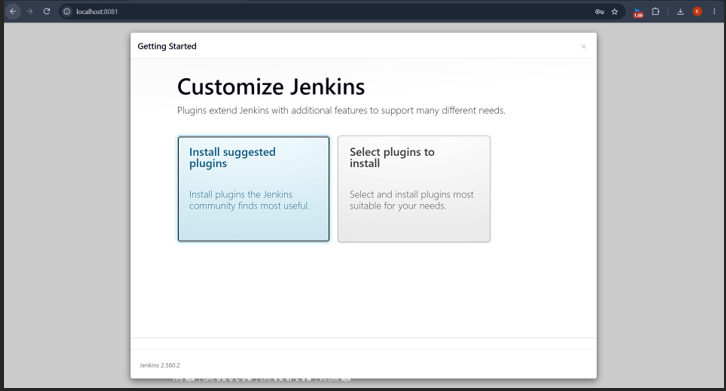 localhost:8081
1.00
K
Getting Started
×
Customize Jenkins
Plugins extend Jenkins with additional features to support many different needs.
Install suggested
plugins
Install plugins the Jenkins
community finds most useful.
Select plugins to
install
Select and install plugins most
suitable for your needs.
Jenkins 2.580.2